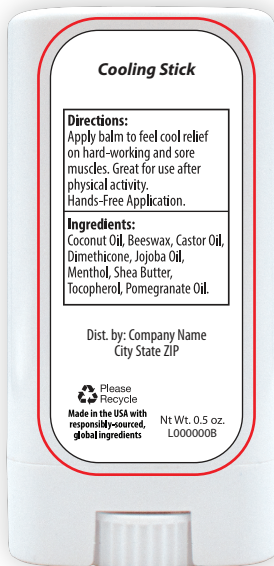 Cooling Stick
Directions:
Apply balm to feel cool relief
on hard-working and sore
muscles. Great for use after
physical activity.
Hands-Free Application.
Ingredients:
Coconut Oil, Beeswax, Castor Oil,
Dimethicone, Jojoba Oil,
Menthol, Shea Butter,
Tocopherol, Pomegranate Oil.
Dist. by: Company Name
City State ZIP
Please
Recycle
Made in the USA with
responsibly-sourced,
global ingredients
Nt Wt. 0.5 oz.
L000000B